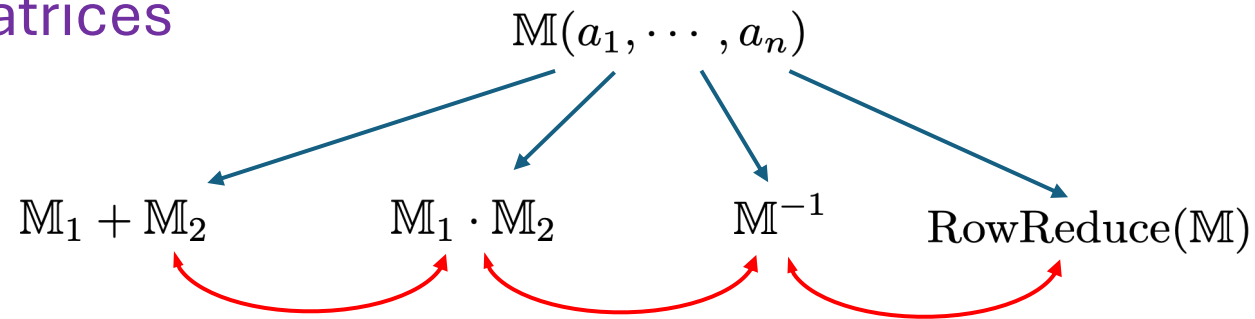 atrices
𝕄(a₁, ⋯ , aₙ)
𝕄₁ + 𝕄₂
𝕄₁ · 𝕄₂
𝕄⁻¹
RowReduce(𝕄)